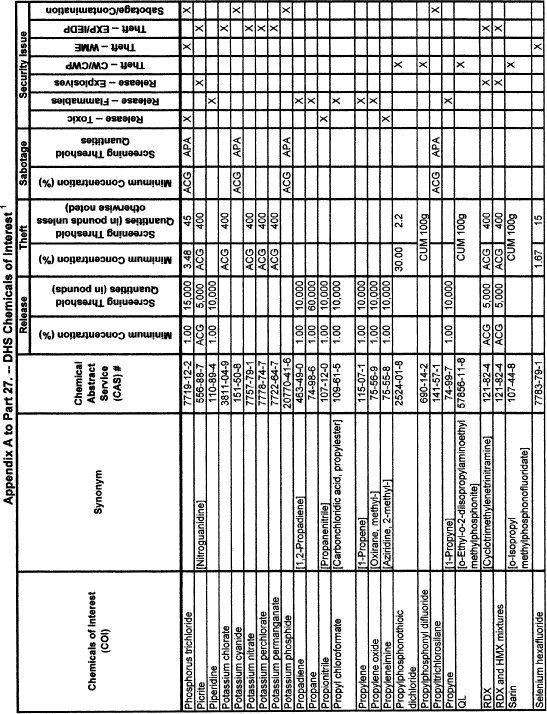 Appendix A to Part 27. -- DHS Chemicals of Interest 1
Chemicals of Interest (COI) Synonym Chemical Abstract Service (CAS) # Release Theft Sabotage Security Issue
Minimum Concentration (%) Screening Threshold Quantities (in pounds) Minimum Concentration (%) Screening Threshold Quantities (in pounds unless otherwise noted) Minimum Concentration (%) Screening Threshold Quantities Release -- Toxic Release -- Flammables Release -- Explosives Theft -- CW/CWP Theft -- WME Theft -- EXP/IEDP Sabotage/Contamination
Phosphorus trichloride 7719-12-2 1.00 15,000 3.48 45 ACG APA X X X
Picrite [Nitroguanidine] 556-88-7 ACG 5,000 ACG 400 X X
Piperidine 110-89-4 1.00 10,000 X
Potassium chlorate 3811-04-9 ACG 400 X
Potassium cyanide 151-50-8 ACG APA X
Potassium nitrate 7757-79-1 ACG 400 X
Potassium perchlorate 7778-74-7 ACG 400 X
Potassium permanganate 7722-64-7 ACG 400 X
Potassium phosphide 20770-41-6 ACG APA X
Propadiene [1,2-Propadiene] 463-49-0 1.00 10,000 X
Propane 74-98-6 1.00 60,000 X
Propionitrile [Propanenitrile] 107-12-0 1.00 10,000 X
Propyl chloroformate [Carbonchloridic acid, propylester] 109-61-5 1.00 10,000 X
Propylene [1-Propene] 115-07-1 1.00 10,000 X
Propylene oxide [Oxirane, methyl-] 75-56-9 1.00 10,000 X
Propyleneimine [Aziridine, 2-methyl-] 75-55-8 1.00 10,000 X
Propylphosphonothioic dichloride 2524-01-8 30.00 2.2 X
Propylphosphonyl difluoride 690-14-2 CUM 100g X
Propyltrichlorosilane 141-57-1 ACG APA X
Propyne [1-Propyne] 74-99-7 1.00 10,000 X
QL [o-Ethyl-o-2-diisopropylaminoethyl methylphosphonite] 57856-11-8 CUM 100g X
RDX [Cyclotrimethylenetrinitramine] 121-82-4 ACG 5,000 ACG 400 X X
RDX and HMX mixtures 121-82-4 ACG 5,000 ACG 400 X X
Sarin [o-Isopropyl methylphosphonofluoridate] 107-44-8 CUM 100g X
Selenium hexafluoride 7783-79-1 1.67 15 X